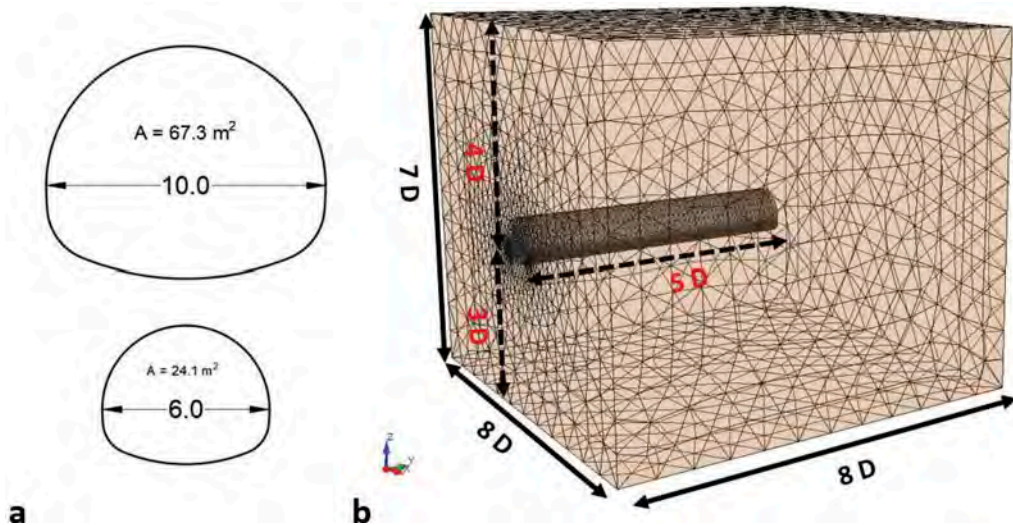 A = 67.3 m²
10.0
A = 24.1 m²
6.0
a
7 D
4 D
3 D
5 D
8 D
8 D
z
y
x
b